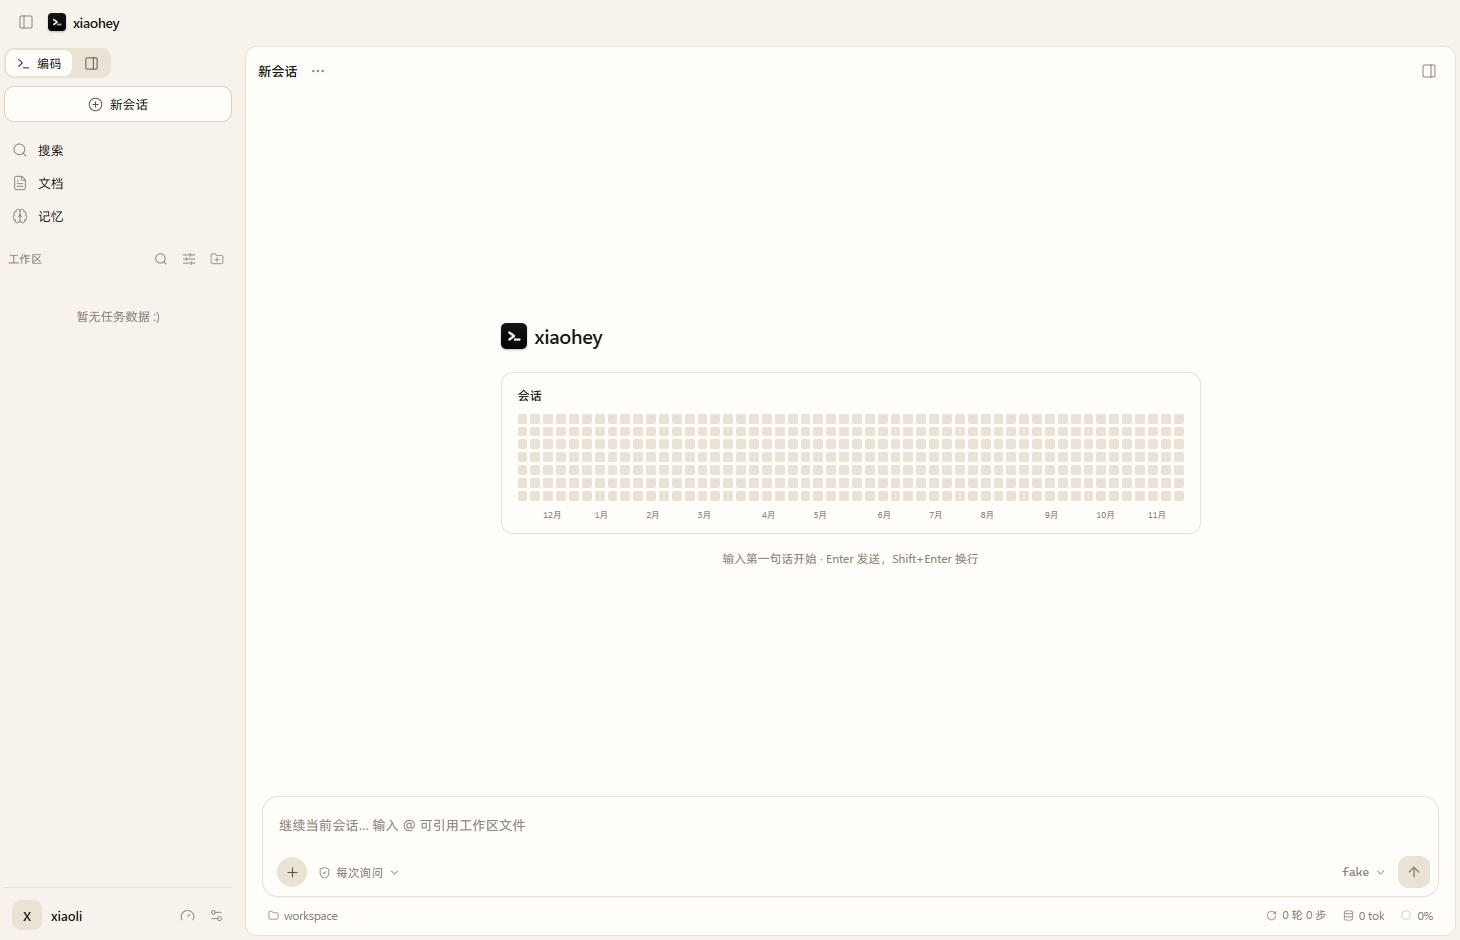 xiaohey
编码
新会话
搜索
文档
记忆
工作区
暂无任务数据 :)
X xiaoli
新会话 ···
xiaohey
会话
12月 1月 2月 3月 4月 5月 6月 7月 8月 9月 10月 11月
输入第一句话开始 · Enter 发送，Shift+Enter 换行
继续当前会话... 输入 @ 可引用工作区文件
每次询问
fake
workspace
0 轮 0 步 0 tok 0%